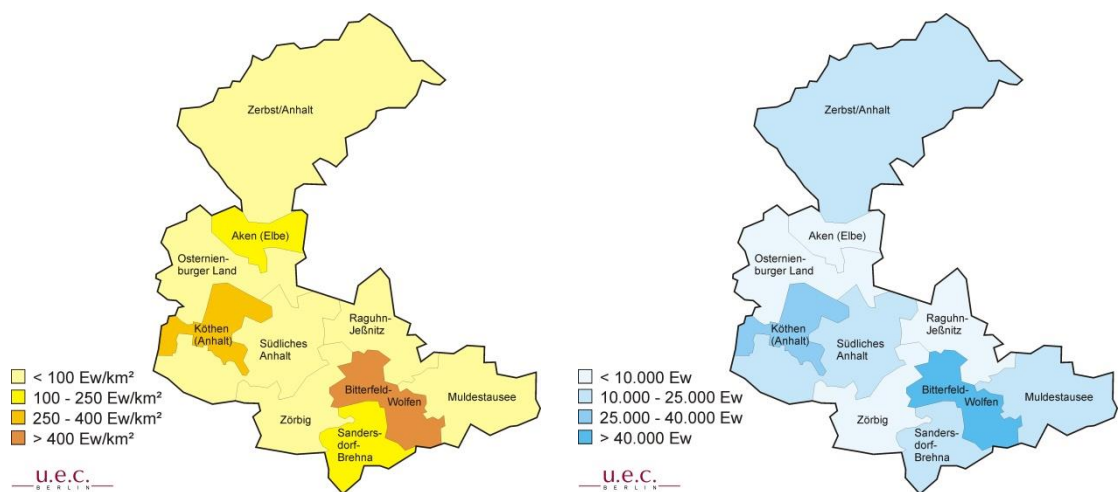 Zerbst/Anhalt
Aken (Elbe)
Osternien-
burger Land
Köthen
(Anhalt)
Südliches
Anhalt
Raguhn-
Jeßnitz
Bitterfeld-
Wolfen
Muldestausee
Zörbig
Sanders-
dorf-
Brehna
< 100 Ew/km²
100 - 250 Ew/km²
250 - 400 Ew/km²
> 400 Ew/km²
u.e.c.
BERLIN
Zerbst/Anhalt
Aken (Elbe)
Osternien-
burger Land
Köthen
(Anhalt)
Südliches
Anhalt
Raguhn-
Jeßnitz
Bitterfeld-
Wolfen
Muldestausee
Zörbig
Sanders-
dorf-
Brehna
< 10.000 Ew
10.000 - 25.000 Ew
25.000 - 40.000 Ew
> 40.000 Ew
u.e.c.
BERLIN